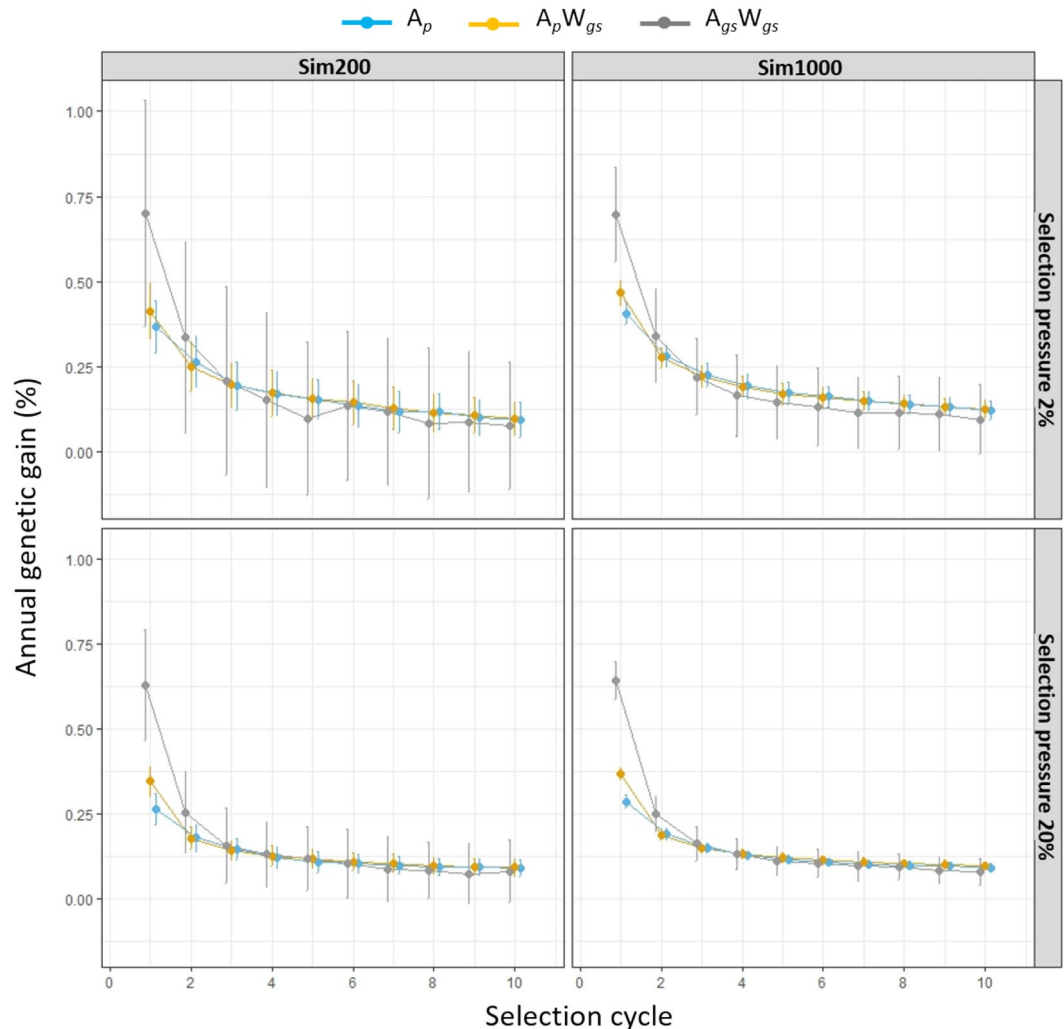 A_p A_pW_gs A_gsW_gs
Sim200 Sim1000
Annual genetic gain (%)
1.00
0.75
0.50
0.25
0.00
Selection pressure 2%
1.00
0.75
0.50
0.25
0.00
Selection pressure 20%
0 2 4 6 8 10 0 2 4 6 8 10
Selection cycle